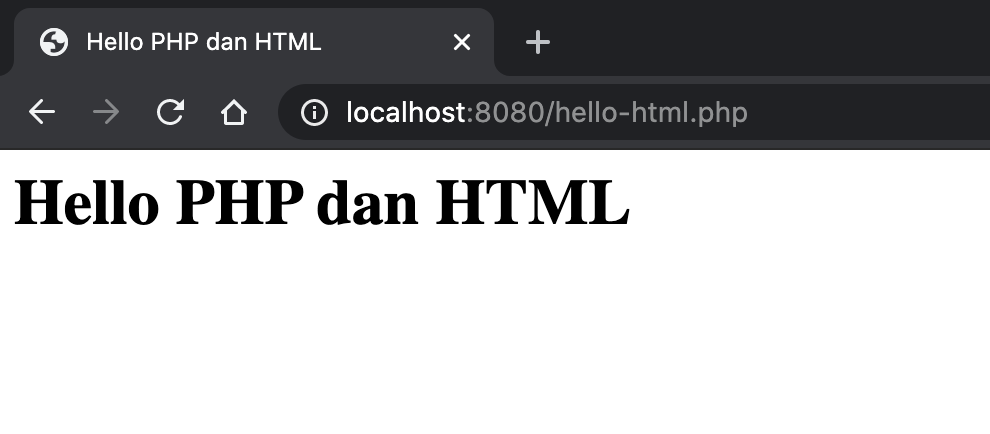 Hello PHP dan HTML
localhost:8080/hello-html.php
Hello PHP dan HTML